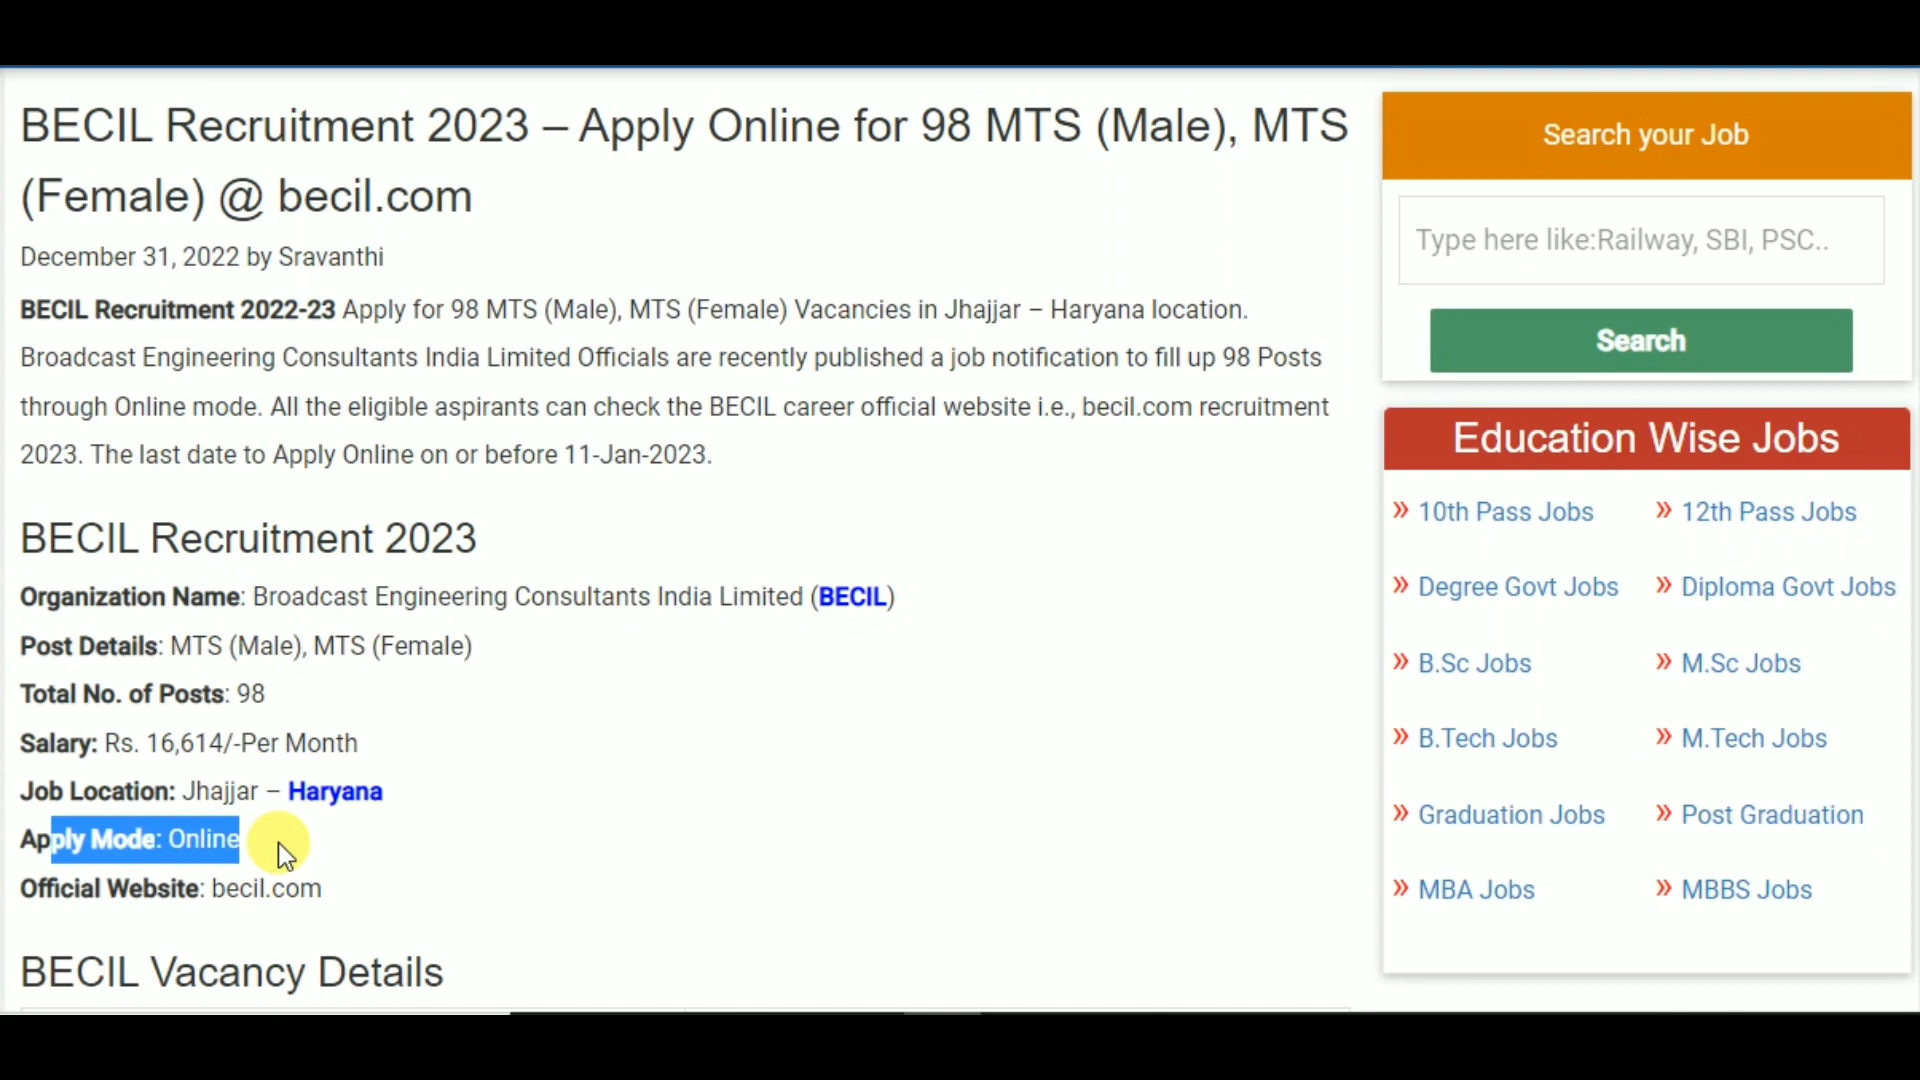 BECIL Recruitment 2023 – Apply Online for 98 MTS (Male), MTS
(Female) @ becil.com
December 31, 2022 by Sravanthi
BECIL Recruitment 2022-23 Apply for 98 MTS (Male), MTS (Female) Vacancies in Jhajjar – Haryana location.
Broadcast Engineering Consultants India Limited Officials are recently published a job notification to fill up 98 Posts
through Online mode. All the eligible aspirants can check the BECIL career official website i.e., becil.com recruitment
2023. The last date to Apply Online on or before 11-Jan-2023.
BECIL Recruitment 2023
Organization Name: Broadcast Engineering Consultants India Limited (BECIL)
Post Details: MTS (Male), MTS (Female)
Total No. of Posts: 98
Salary: Rs. 16,614/-Per Month
Job Location: Jhajjar – Haryana
Apply Mode: Online
Official Website: becil.com
BECIL Vacancy Details
Search your Job
Type here like:Railway, SBI, PSC..
Search
Education Wise Jobs
» 10th Pass Jobs » 12th Pass Jobs
» Degree Govt Jobs » Diploma Govt Jobs
» B.Sc Jobs » M.Sc Jobs
» B.Tech Jobs » M.Tech Jobs
» Graduation Jobs » Post Graduation
» MBA Jobs » MBBS Jobs